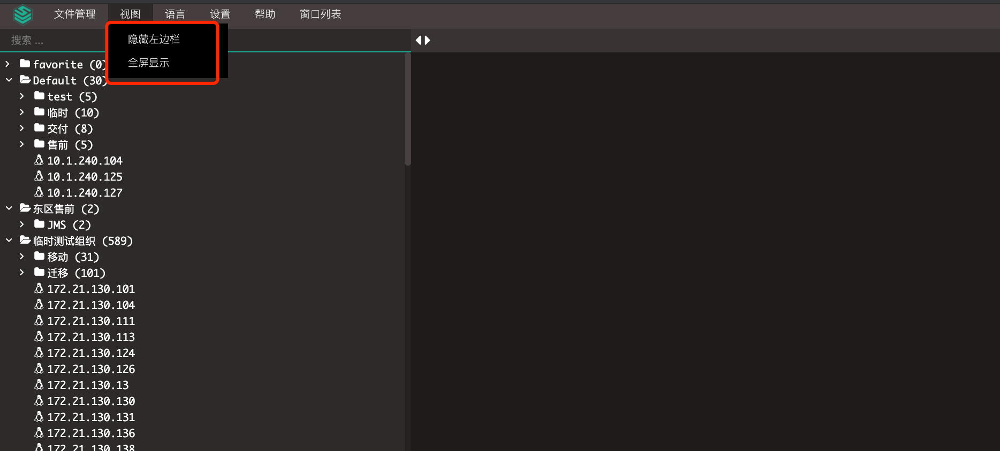 文件管理 视图 语言 设置 帮助 窗口列表
搜索 ...
隐藏左边栏
全屏显示
favorite (0)
Default (30)
test (5)
临时 (10)
交付 (8)
售前 (5)
10.1.240.104
10.1.240.125
10.1.240.127
东区售前 (2)
JMS (2)
临时测试组织 (589)
移动 (31)
迁移 (101)
172.21.130.101
172.21.130.104
172.21.130.111
172.21.130.113
172.21.130.124
172.21.130.126
172.21.130.13
172.21.130.130
172.21.130.131
172.21.130.136
172.21.130.138